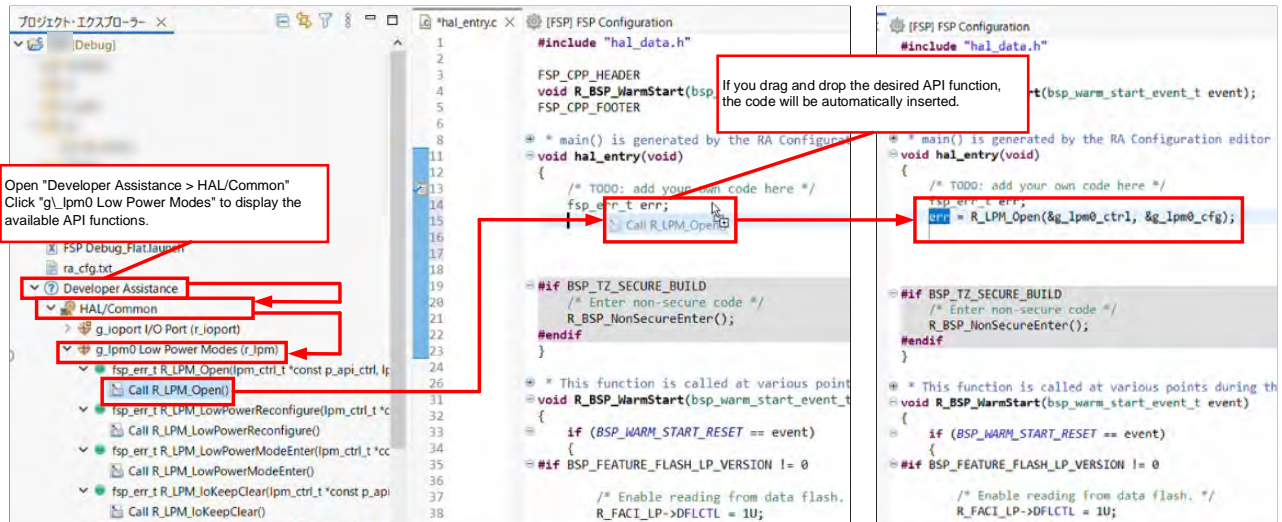 プロジェクト・エクスプローラー ×
[Debug]
Open "Developer Assistance > HAL/Common"
Click "g\_lpm0 Low Power Modes" to display the
available API functions.
FSP Debug_Flat.launch
ra_cfg.txt
Developer Assistance
HAL/Common
g_ioport I/O Port (r_ioport)
g_lpm0 Low Power Modes (r_lpm)
fsp_err_t R_LPM_Open(lpm_ctrl_t *const p_api_ctrl, lp
Call R_LPM_Open()
fsp_err_t R_LPM_LowPowerReconfigure(lpm_ctrl_t *c
Call R_LPM_LowPowerReconfigure()
fsp_err_t R_LPM_LowPowerModeEnter(lpm_ctrl_t *cc
Call R_LPM_LowPowerModeEnter()
fsp_err_t R_LPM_IoKeepClear(lpm_ctrl_t *const p_api
Call R_LPM_IoKeepClear()
*hal_entry.c ×
[FSP] FSP Configuration
1 #include "hal_data.h"
2
3 FSP_CPP_HEADER
4 void R_BSP_WarmStart(bsp_
5 FSP_CPP_FOOTER
6
8 * main() is generated by the RA Configurat
11 void hal_entry(void)
12 {
13 /* TODO: add your own code here */
14 fsp_err_t err;
15 Call R_LPM_Open()
16
17
18
19 #if BSP_TZ_SECURE_BUILD
20 /* Enter non-secure code */
21 R_BSP_NonSecureEnter();
22 #endif
23 }
24
26 * This function is called at various point
31 void R_BSP_WarmStart(bsp_warm_start_event_t
32 {
33 if (BSP_WARM_START_RESET == event)
34 {
35 #if BSP_FEATURE_FLASH_LP_VERSION != 0
36
37 /* Enable reading from data flash.
38 R_FACI_LP->DFLCTL = 1U;
If you drag and drop the desired API function,
the code will be automatically inserted.
[FSP] FSP Configuration
#include "hal_data.h"
t(bsp_warm_start_event_t event);
* main() is generated by the RA Configuration editor
void hal_entry(void)
{
/* TODO: add your own code here */
fsp_err_t err;
err = R_LPM_Open(&g_lpm0_ctrl, &g_lpm0_cfg);
#if BSP_TZ_SECURE_BUILD
/* Enter non-secure code */
R_BSP_NonSecureEnter();
#endif
}
* This function is called at various points during th
void R_BSP_WarmStart(bsp_warm_start_event_t event)
{
if (BSP_WARM_START_RESET == event)
{
#if BSP_FEATURE_FLASH_LP_VERSION != 0
/* Enable reading from data flash. */
R_FACI_LP->DFLCTL = 1U;